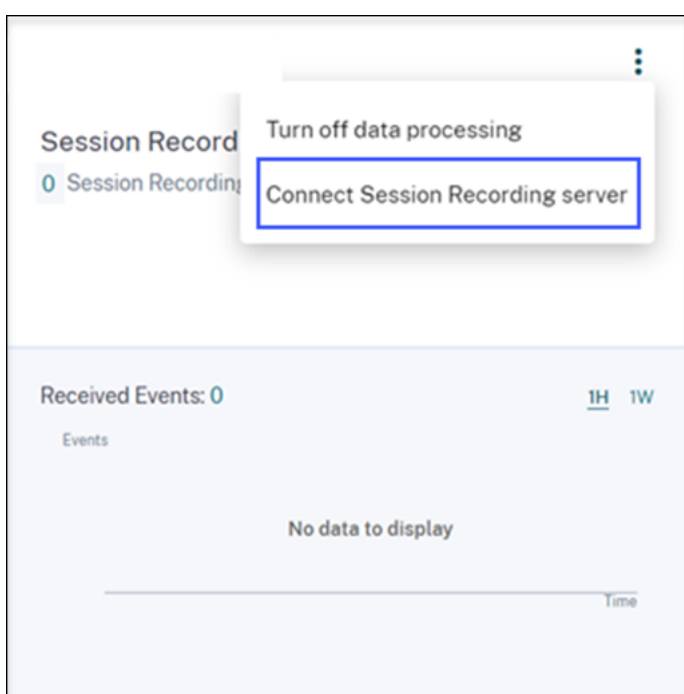 Turn off data processing
Session Record
0 Session Recording
Connect Session Recording server
Received Events: 0
1H 1W
Events
No data to display
Time